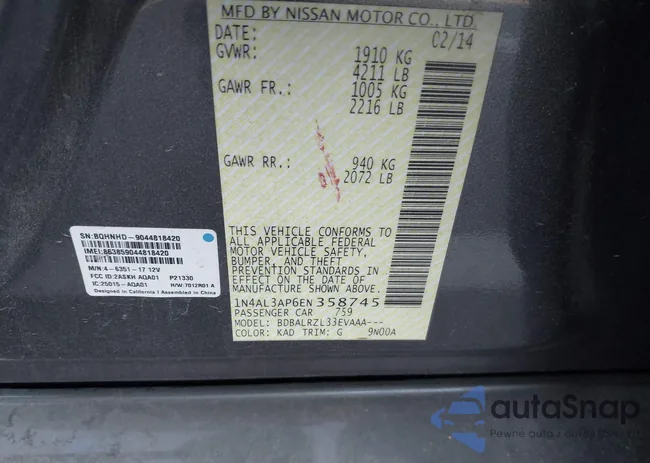 MFD BY NISSAN MOTOR CO., LTD.
DATE: 02/14
GVWR: 1910 KG
4211 LB
GAWR FR.: 1005 KG
2216 LB
GAWR RR.: 940 KG
2072 LB
THIS VEHICLE CONFORMS TO
ALL APPLICABLE FEDERAL
MOTOR VEHICLE SAFETY,
BUMPER, AND THEFT
PREVENTION STANDARDS IN
EFFECT ON THE DATE OF
MANUFACTURE SHOWN ABOVE.
1N4AL3AP6EN358745
PASSENGER CAR 759
MODEL: BDBALRZL33EVAAA---
COLOR: KAD TRIM: G 9N00A
SN:BQHNHD-9044818420
IMEI:863859044818420
M/N:4-6351-17 12V
FCC ID:2ASKH AQA01 P21330
IC:25015-AQA01 H/W:7012R01 A
Designed in California | Assembled in China
autaSnap
Pewne auta z dużej